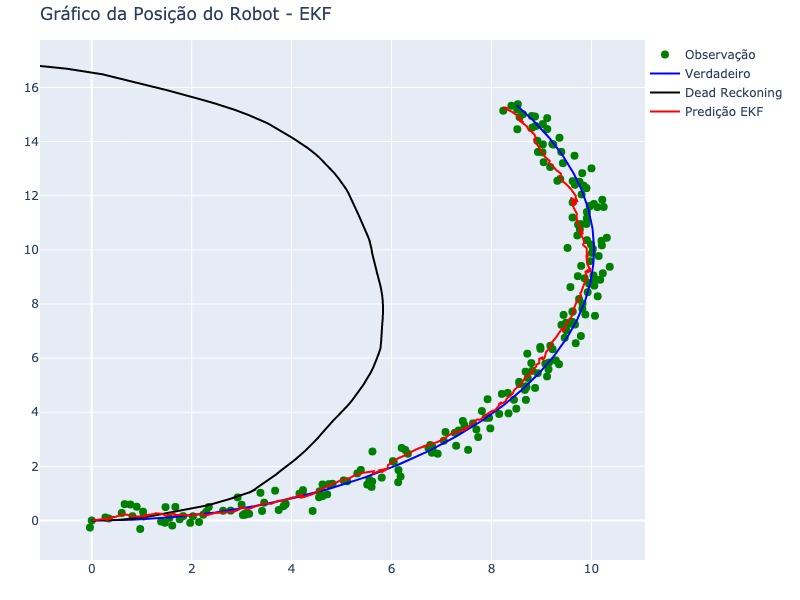 Gráfico da Posição do Robot - EKF
Observação
Verdadeiro
Dead Reckoning
Predição EKF
16
14
12
10
8
6
4
2
0
0 2 4 6 8 10